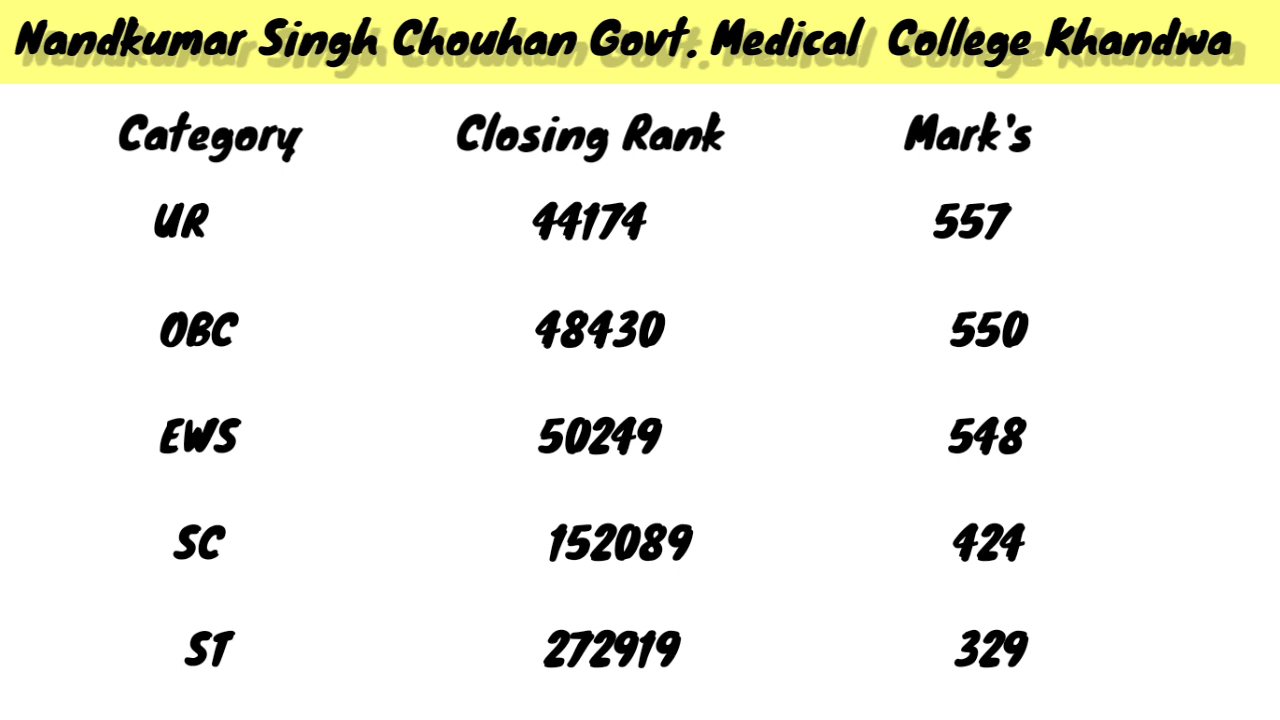 Nandkumar Singh Chouhan Govt. Medical College Khandwa
Category Closing Rank Mark's
UR 44174 557
OBC 48430 550
EWS 50249 548
SC 152089 424
ST 272919 329